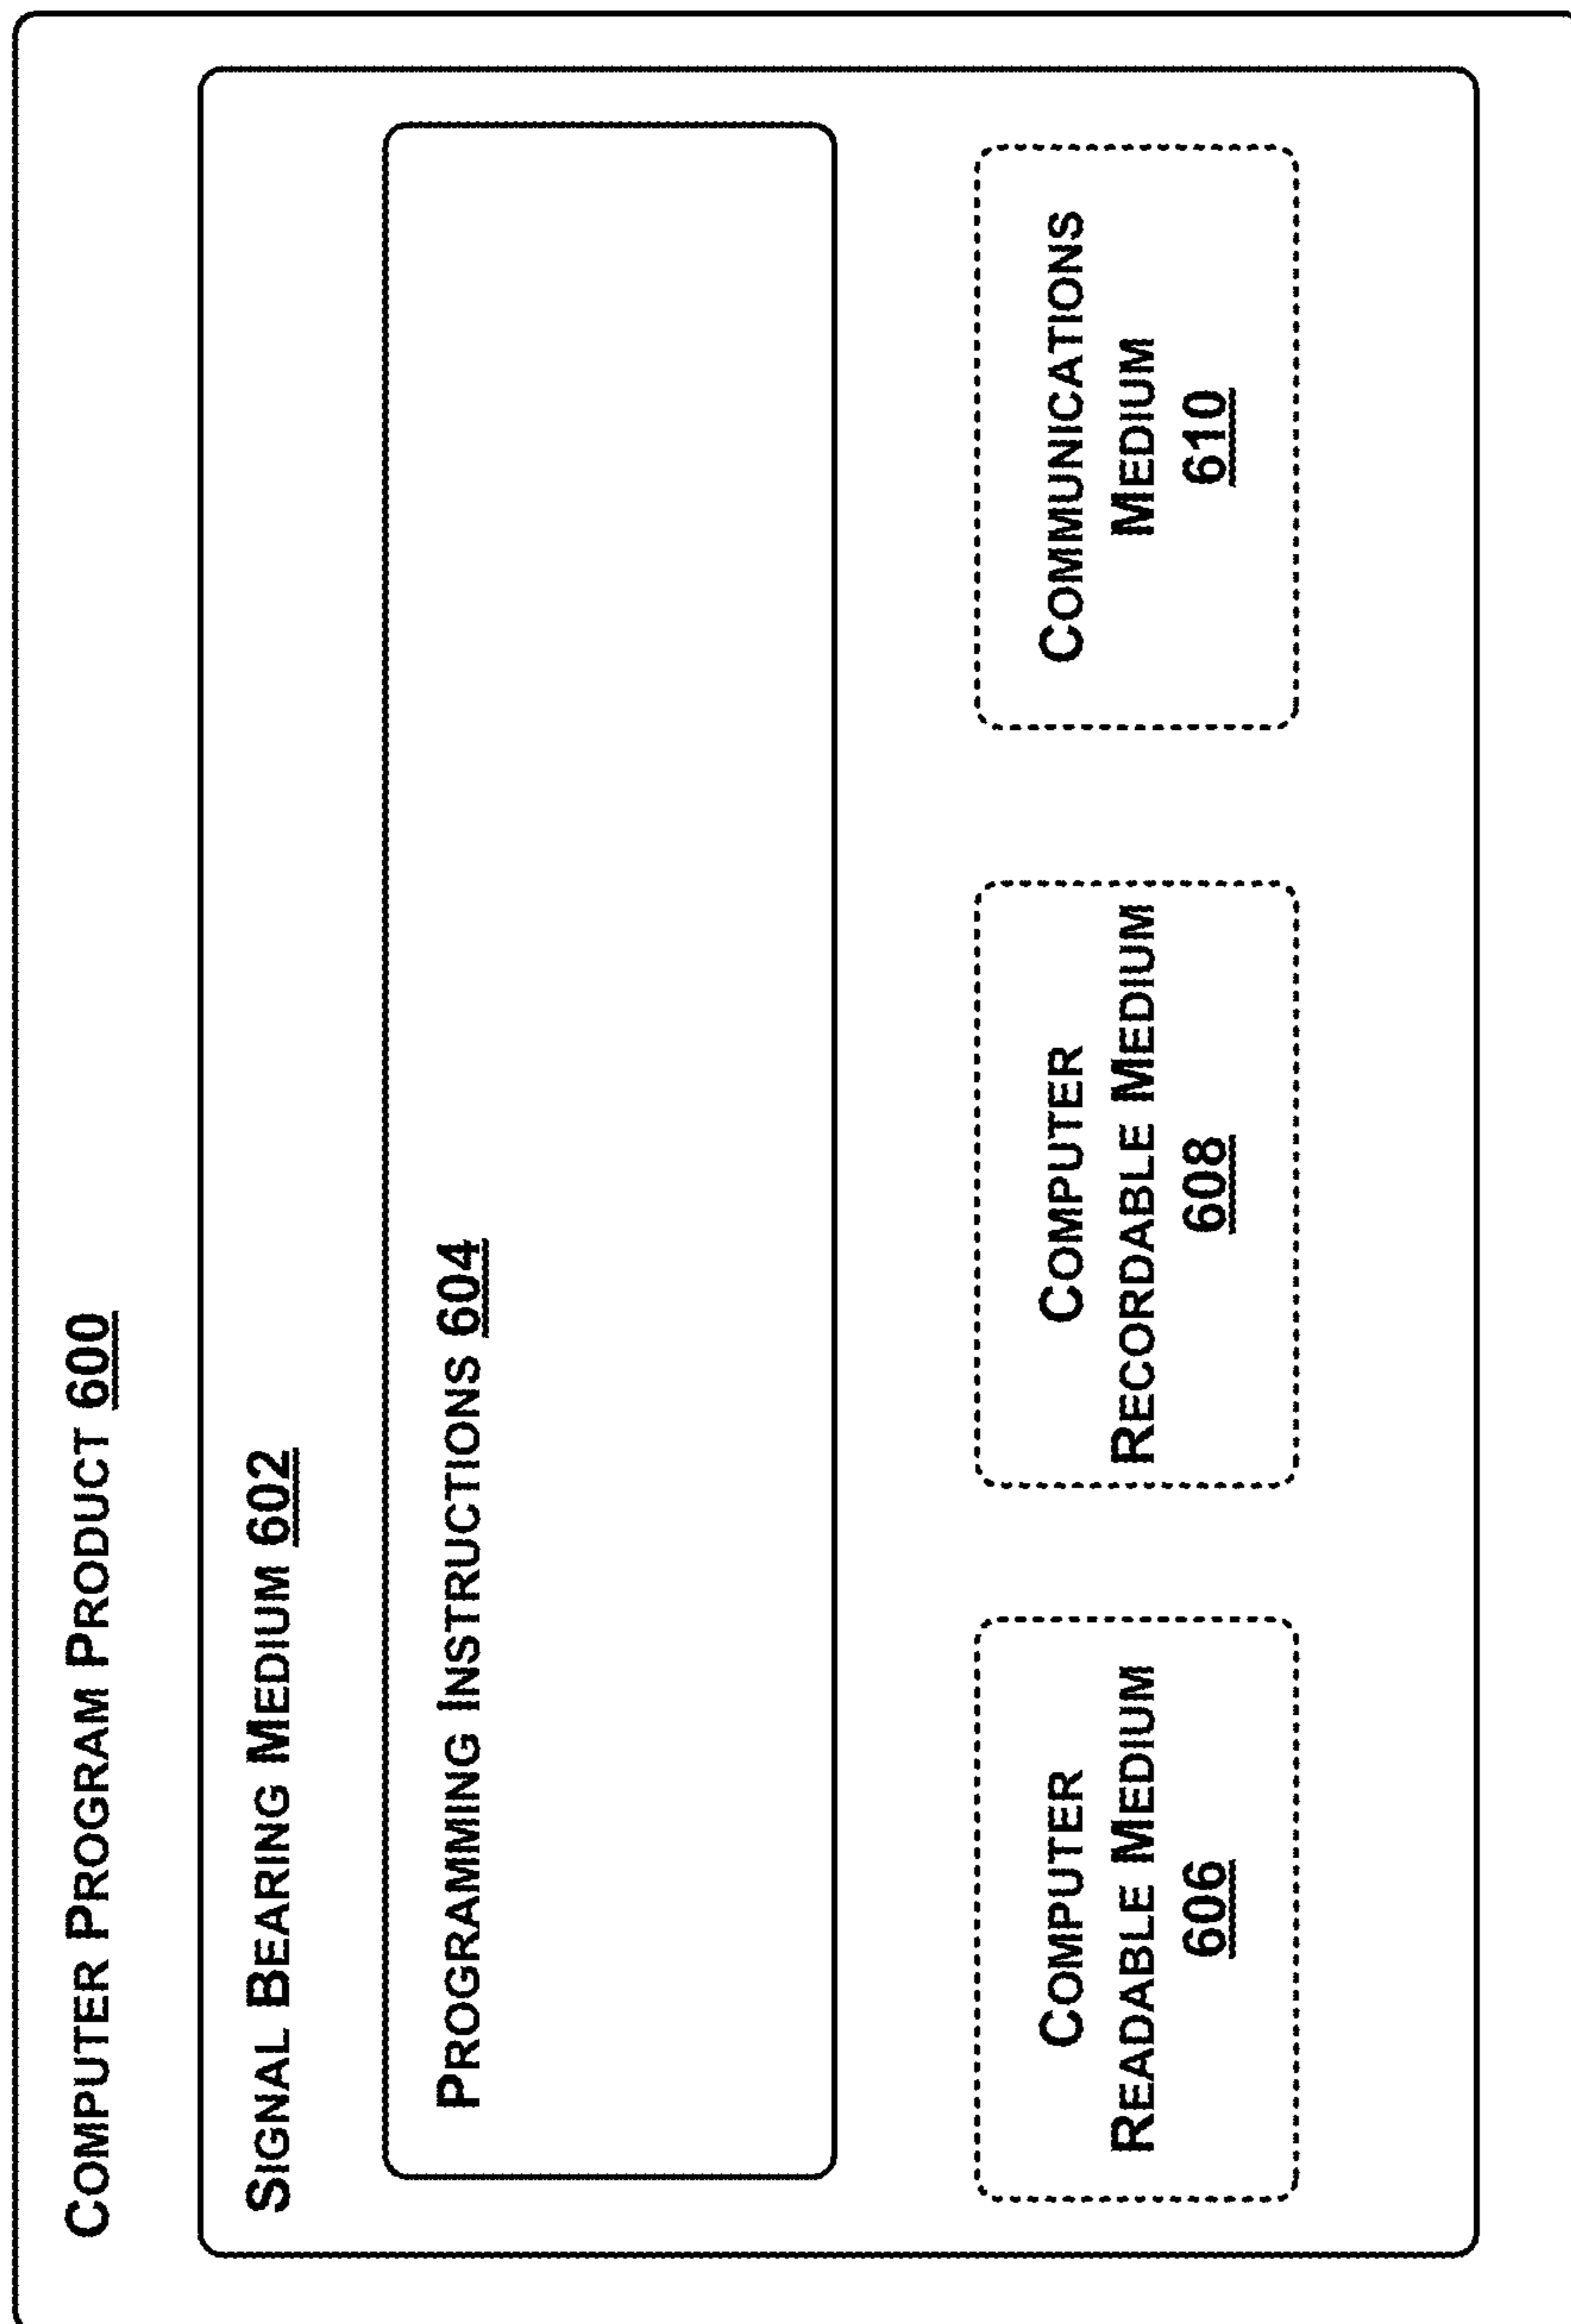 COMPUTER PROGRAM PRODUCT 600
SIGNAL BEARING MEDIUM 602
PROGRAMMING INSTRUCTIONS 604
COMPUTER
READABLE MEDIUM
606
COMPUTER
RECORDABLE MEDIUM
608
COMMUNICATIONS
MEDIUM
610